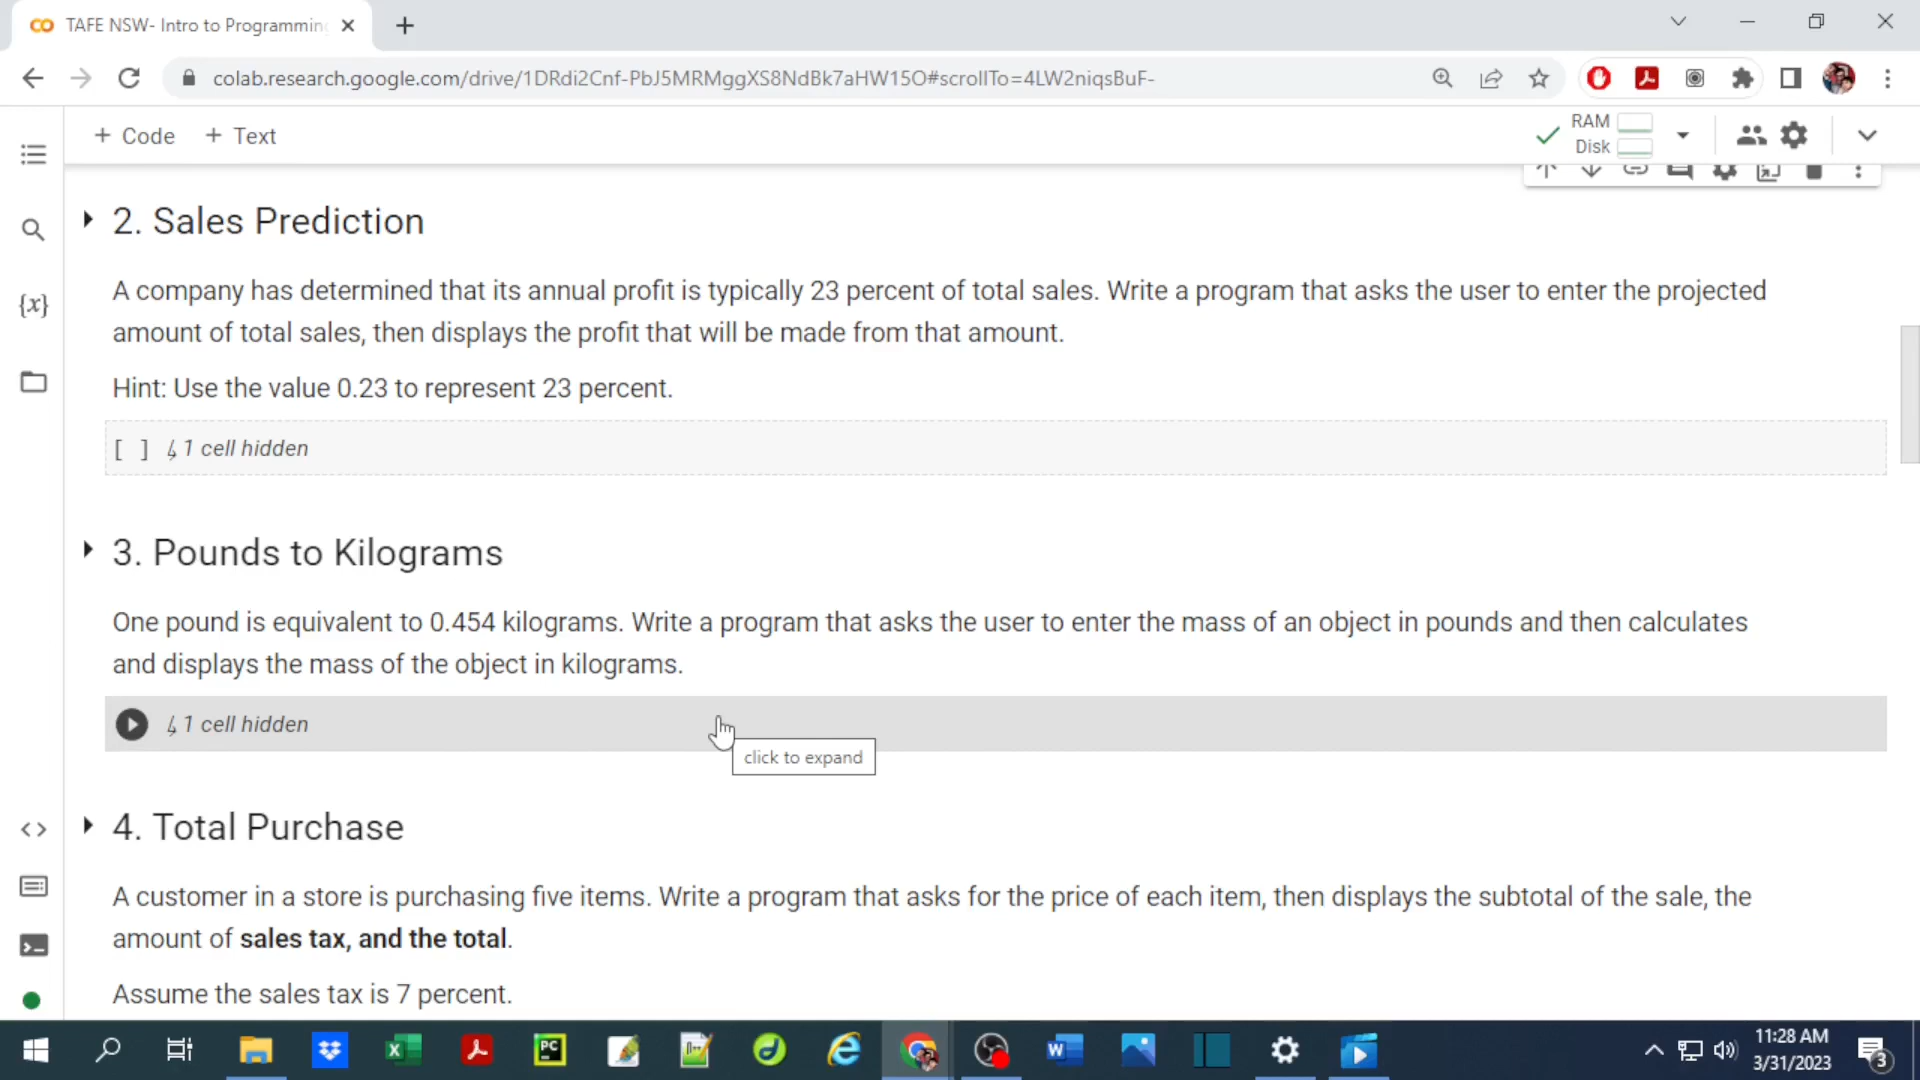 TAFE NSW- Intro to Programmin
colab.research.google.com/drive/1DRdi2Cnf-PbJ5MRMggXS8NdBk7aHW15O#scrollTo=4LW2niqsBuF-
+ Code + Text
RAM
Disk
2. Sales Prediction
A company has determined that its annual profit is typically 23 percent of total sales. Write a program that asks the user to enter the projected
amount of total sales, then displays the profit that will be made from that amount.
Hint: Use the value 0.23 to represent 23 percent.
[ ] ↳ 1 cell hidden
3. Pounds to Kilograms
One pound is equivalent to 0.454 kilograms. Write a program that asks the user to enter the mass of an object in pounds and then calculates
and displays the mass of the object in kilograms.
↳ 1 cell hidden
click to expand
4. Total Purchase
A customer in a store is purchasing five items. Write a program that asks for the price of each item, then displays the subtotal of the sale, the
amount of sales tax, and the total.
Assume the sales tax is 7 percent.
11:28 AM
3/31/2023
3